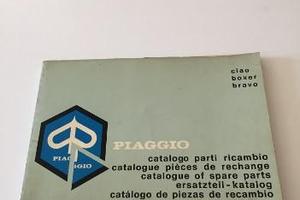 ciao
boxer
bravo
PIAGGIO
PIAGGIO
catalogo parti ricambio
catalogue pièces de rechange
catalogue of spare parts
ersatzteil-katalog
catálogo de piezas de recambio